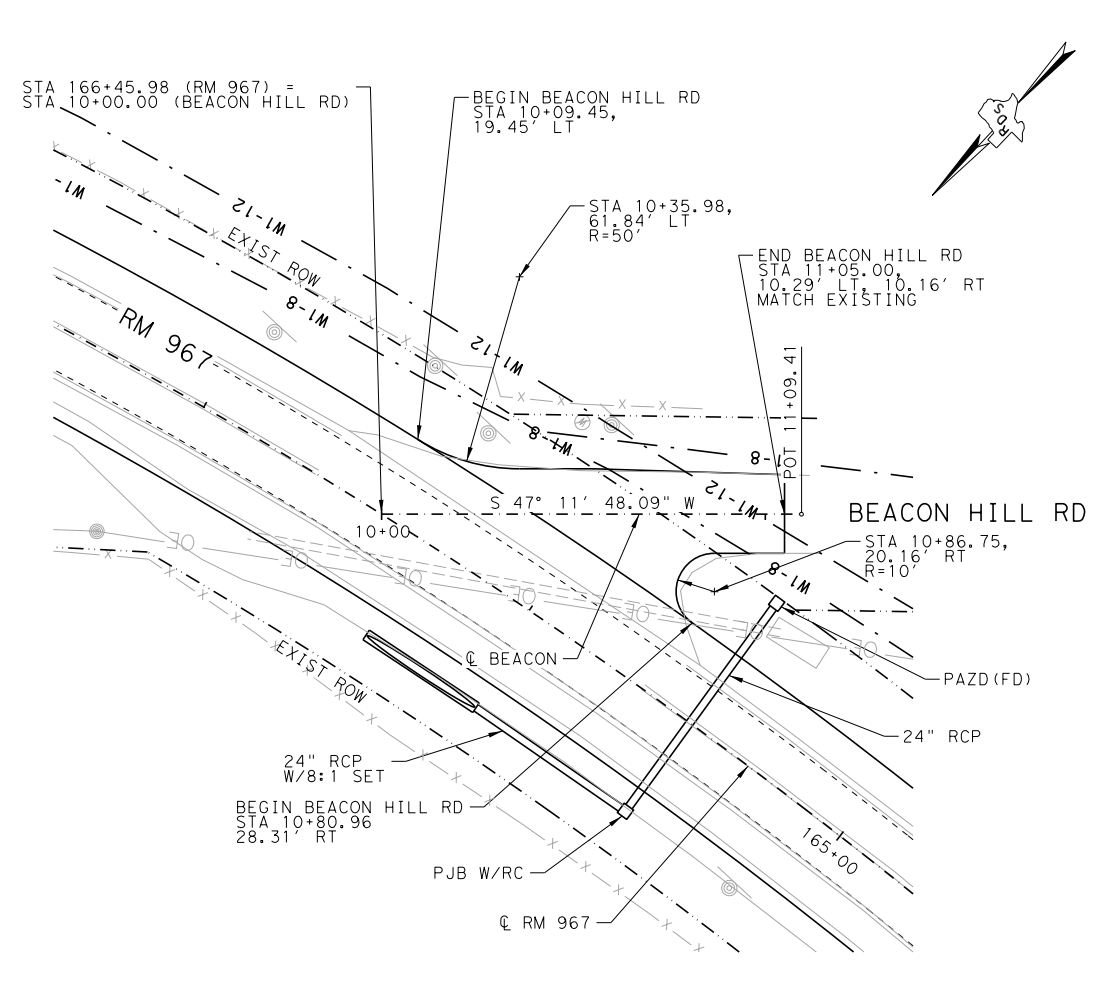 STA 166+45.98 (RM 967) =
STA 10+00.00 (BEACON HILL RD)
BEGIN BEACON HILL RD
STA 10+09.45,
19.45' LT
RDS
STA 10+35.98,
61.84' LT
R=50'
END BEACON HILL RD
STA 11+05.00,
10.29' LT, 10.16' RT
MATCH EXISTING
W1-12
W1-
EXIST ROW
W1-8
RM 967
W1-12
POT 11+09.41
W1-8
1-8
W1-12
S 47° 11' 48.09" W
10+00
BEACON HILL RD
STA 10+86.75,
20.16' RT
R=10'
OE
OE
OE
OE
OE
OE
OE
W1-8
EXIST ROW
℄ BEACON
PAZD(FD)
24" RCP
24" RCP
W/8:1 SET
BEGIN BEACON HILL RD
STA 10+80.96
28.31' RT
165+00
PJB W/RC
℄ RM 967